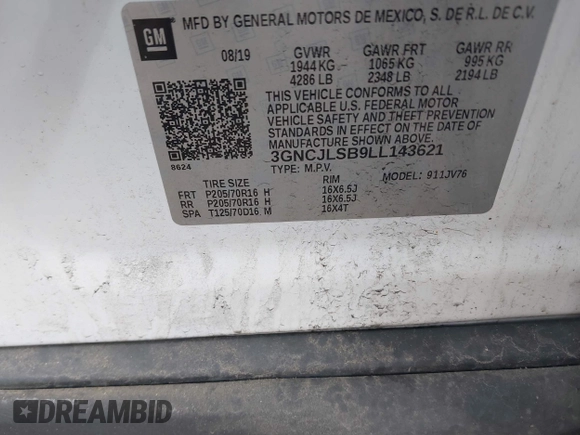 GM
MFD BY GENERAL MOTORS DE MEXICO, S. DE R.L. DE C.V.
08/19 GVWR GAWR FRT GAWR RR
1944 KG 1065 KG 995 KG
4286 LB 2348 LB 2194 LB
THIS VEHICLE CONFORMS TO ALL
APPLICABLE U.S. FEDERAL MOTOR
VEHICLE SAFETY AND THEFT
PREVENTION STANDARDS IN
EFFECT ON THE DATE OF
MANUFACTURE SHOWN ABOVE.
3GNCJLSB9LL143621
8624 TYPE: M.P.V. MODEL: 911JV76
TIRE SIZE RIM
FRT P205/70R16 H 16X6.5J
RR P205/70R16 H 16X6.5J
SPA T125/70D16 M 16X4T
DREAMBID